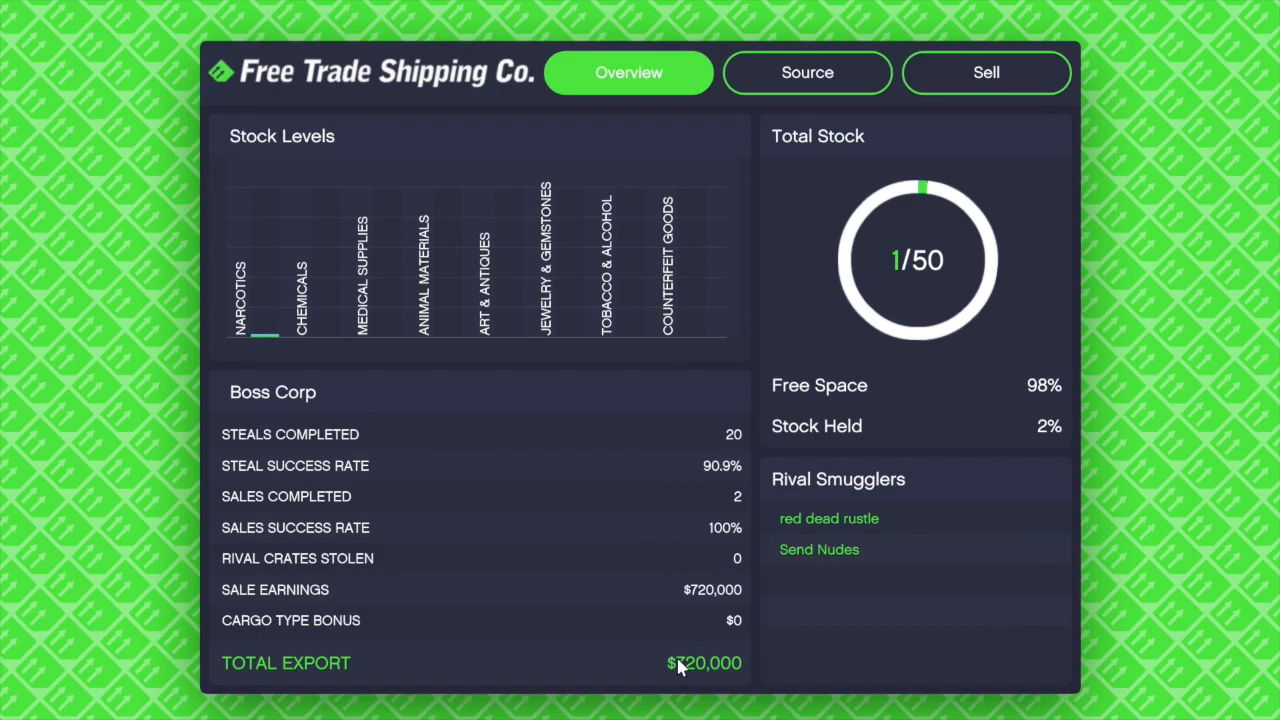 Free Trade Shipping Co.
Overview
Source
Sell
Stock Levels
NARCOTICS
CHEMICALS
MEDICAL SUPPLIES
ANIMAL MATERIALS
ART & ANTIQUES
JEWELRY & GEMSTONES
TOBACCO & ALCOHOL
COUNTERFEIT GOODS
Total Stock
1/50
Free Space 98%
Stock Held 2%
Boss Corp
STEALS COMPLETED 20
STEAL SUCCESS RATE 90.9%
SALES COMPLETED 2
SALES SUCCESS RATE 100%
RIVAL CRATES STOLEN 0
SALE EARNINGS $720,000
CARGO TYPE BONUS $0
TOTAL EXPORT $720,000
Rival Smugglers
red dead rustle
Send Nudes